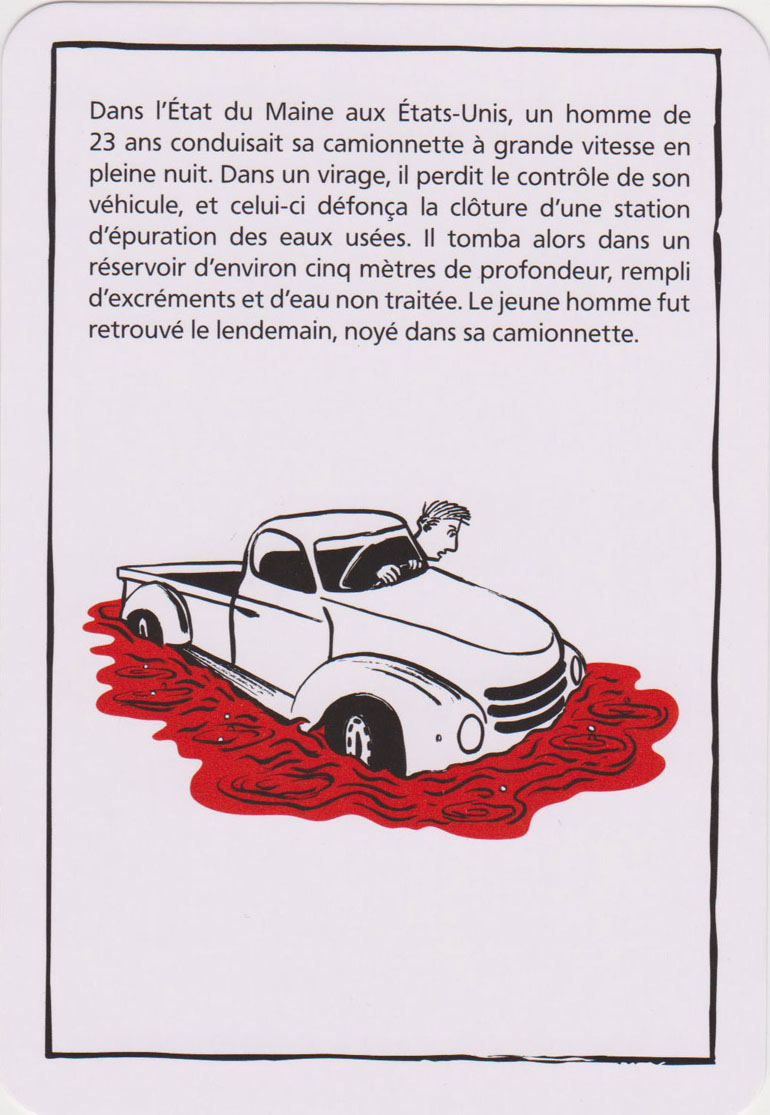 Dans l'État du Maine aux États-Unis, un homme de
23 ans conduisait sa camionnette à grande vitesse en
pleine nuit. Dans un virage, il perdit le contrôle de son
véhicule, et celui-ci défonça la clôture d'une station
d'épuration des eaux usées. Il tomba alors dans un
réservoir d'environ cinq mètres de profondeur, rempli
d'excréments et d'eau non traitée. Le jeune homme fut
retrouvé le lendemain, noyé dans sa camionnette.